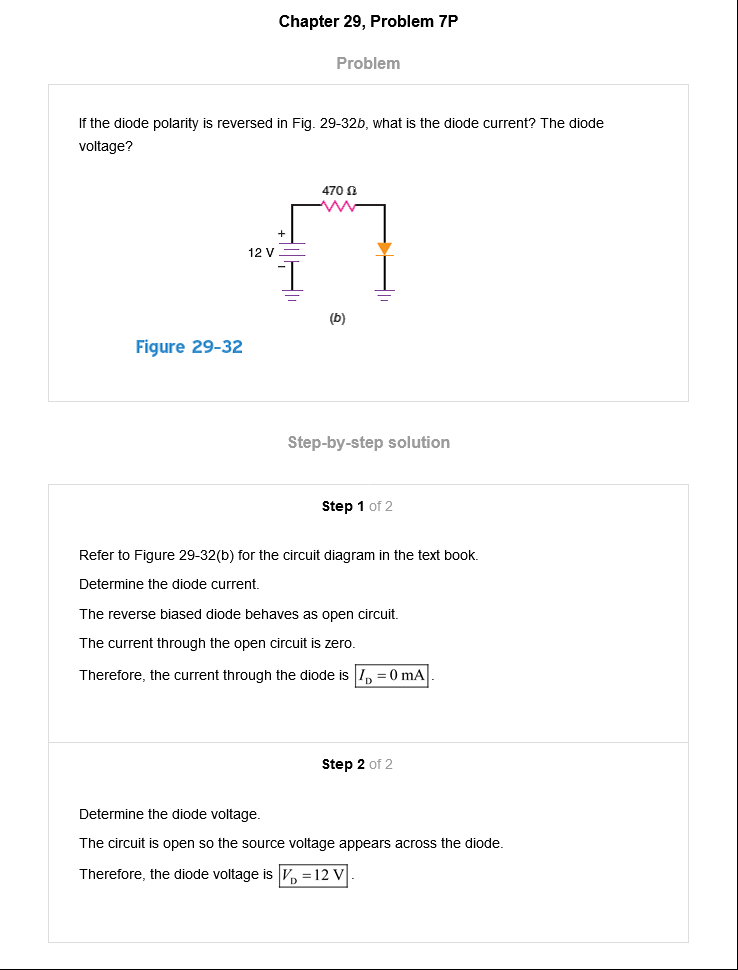 Chapter 29, Problem 7P
Problem
If the diode polarity is reversed in Fig. 29-32b, what is the diode current? The diode
voltage?
470 Ω
+
12 V
−
(b)
Figure 29-32
Step-by-step solution
Step 1 of 2
Refer to Figure 29-32(b) for the circuit diagram in the text book.
Determine the diode current.
The reverse biased diode behaves as open circuit.
The current through the open circuit is zero.
Therefore, the current through the diode is I_D = 0 mA.
Step 2 of 2
Determine the diode voltage.
The circuit is open so the source voltage appears across the diode.
Therefore, the diode voltage is V_D = 12 V.